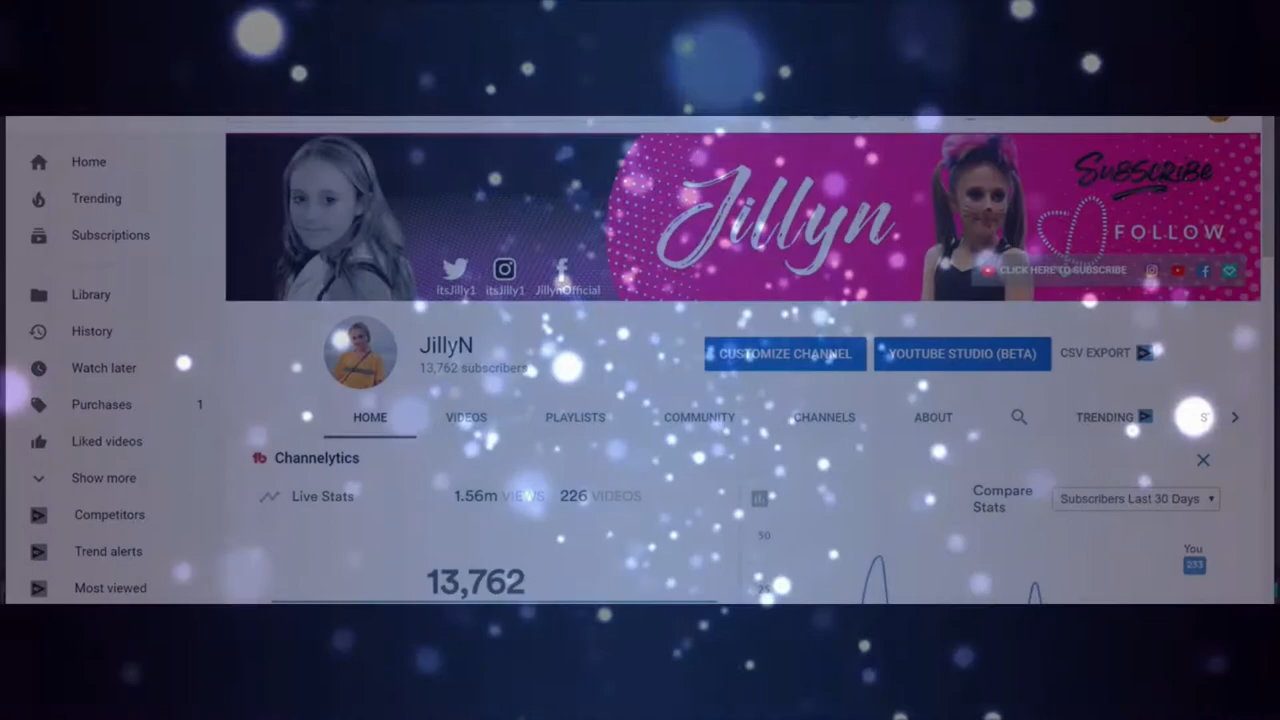 Home
Trending
Subscriptions
Library
History
Watch later
Purchases 1
Liked videos
Show more
Competitors
Trend alerts
Most viewed
itsJilly1 itsJilly1 JillynOfficial
Jillyn
SUBSCRIBE
FOLLOW
CLICK HERE TO SUBSCRIBE
JillyN
13,762 subscribers
CUSTOMIZE CHANNEL YOUTUBE STUDIO (BETA) CSV EXPORT
HOME VIDEOS PLAYLISTS COMMUNITY CHANNELS ABOUT TRENDING S
Channelytics
Live Stats 1.56m VIEWS 226 VIDEOS
13,762
Compare
Stats
Subscribers Last 30 Days
50
25
You
233